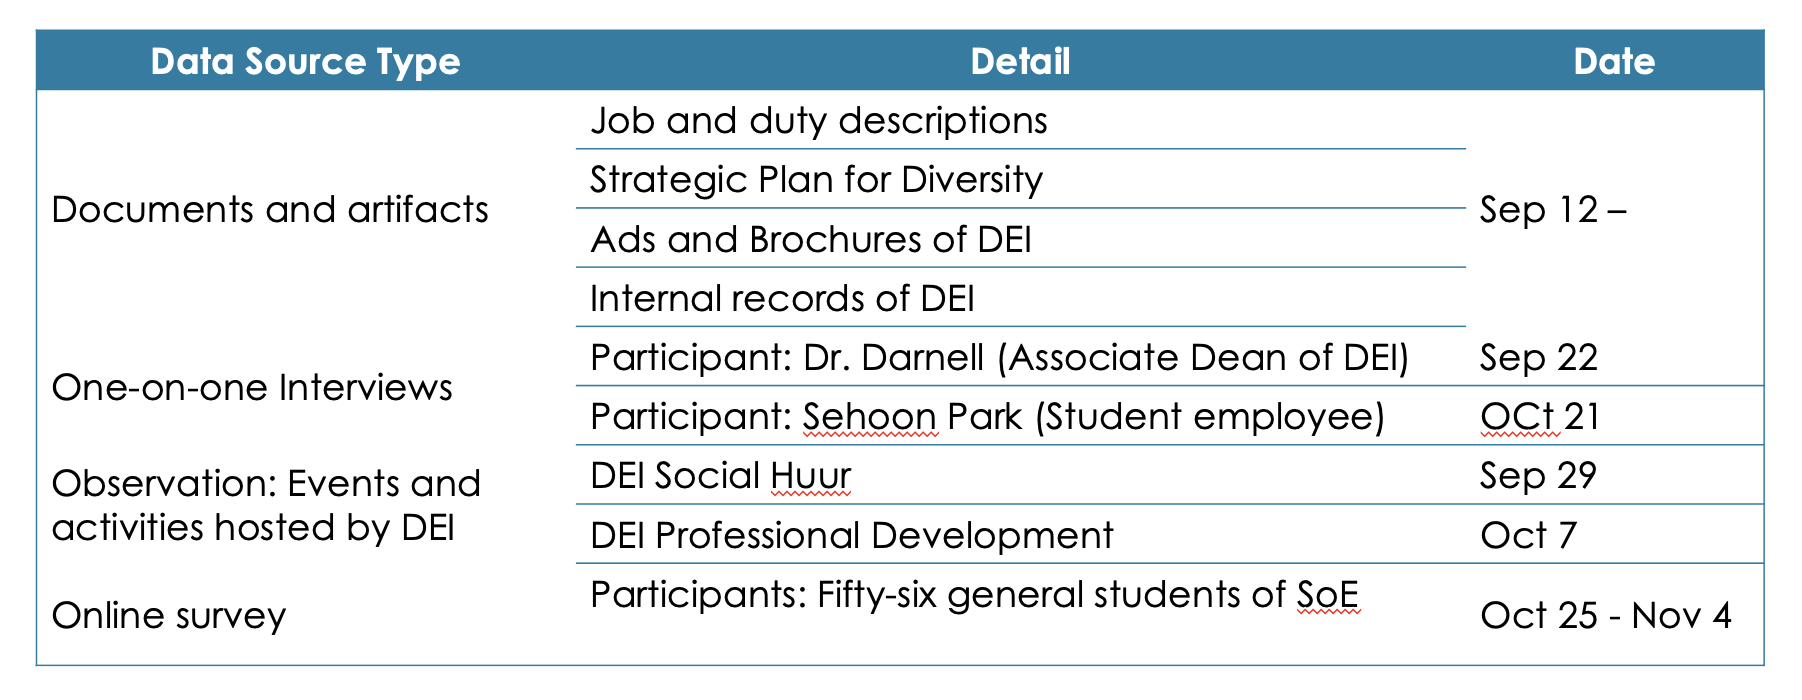 Data Source Type Detail Date
Job and duty descriptions
Strategic Plan for Diversity
Documents and artifacts Sep 12 –
Ads and Brochures of DEI
Internal records of DEI
Participant: Dr. Darnell (Associate Dean of DEI) Sep 22
One-on-one Interviews
Participant: Sehoon Park (Student employee) OCt 21
DEI Social Huur Sep 29
Observation: Events and
activities hosted by DEI
DEI Professional Development Oct 7
Participants: Fifty-six general students of SoE
Online survey Oct 25 - Nov 4